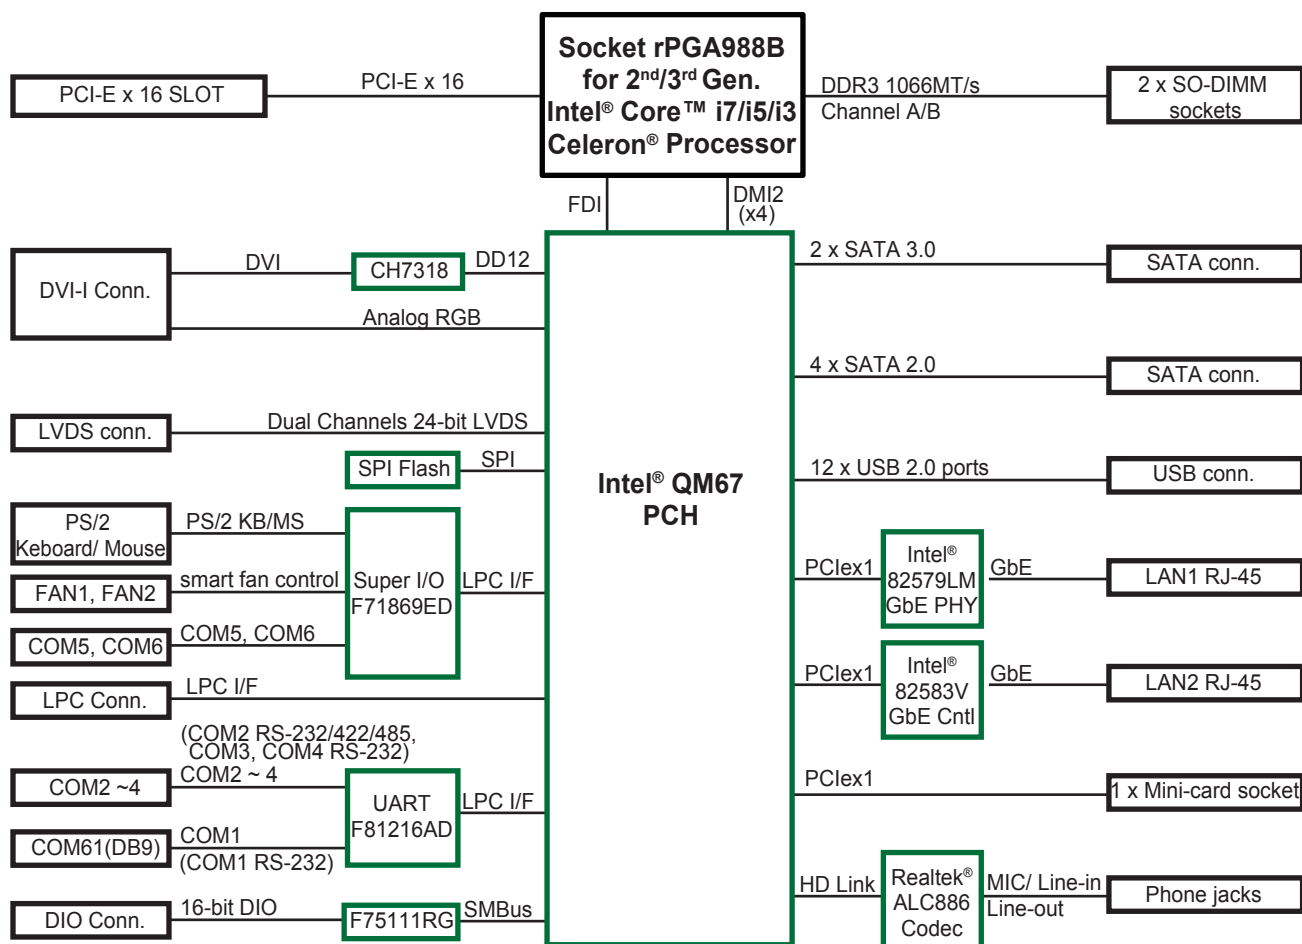 Socket rPGA988B
for 2nd/3rd Gen.
Intel® Core™ i7/i5/i3
Celeron® Processor
PCI-E x 16 SLOT
PCI-E x 16
DDR3 1066MT/s
Channel A/B
2 x SO-DIMM
sockets
FDI
DMI2
(x4)
DVI-I Conn.
DVI
CH7318
DD12
Analog RGB
LVDS conn.
Dual Channels 24-bit LVDS
SPI Flash
SPI
PS/2
Keboard/ Mouse
PS/2 KB/MS
FAN1, FAN2
smart fan control
COM5, COM6
COM5, COM6
Super I/O
F71869ED
LPC I/F
LPC Conn.
LPC I/F
(COM2 RS-232/422/485,
COM3, COM4 RS-232)
COM2 ~4
COM2 ~ 4
COM61(DB9)
COM1
(COM1 RS-232)
UART
F81216AD
LPC I/F
DIO Conn.
16-bit DIO
F75111RG
SMBus
Intel® QM67
PCH
2 x SATA 3.0
SATA conn.
4 x SATA 2.0
SATA conn.
12 x USB 2.0 ports
USB conn.
PCIex1
Intel®
82579LM
GbE PHY
GbE
LAN1 RJ-45
PCIex1
Intel®
82583V
GbE Cntl
GbE
LAN2 RJ-45
PCIex1
1 x Mini-card socket
HD Link
Realtek®
ALC886
Codec
MIC/ Line-in
Line-out
Phone jacks